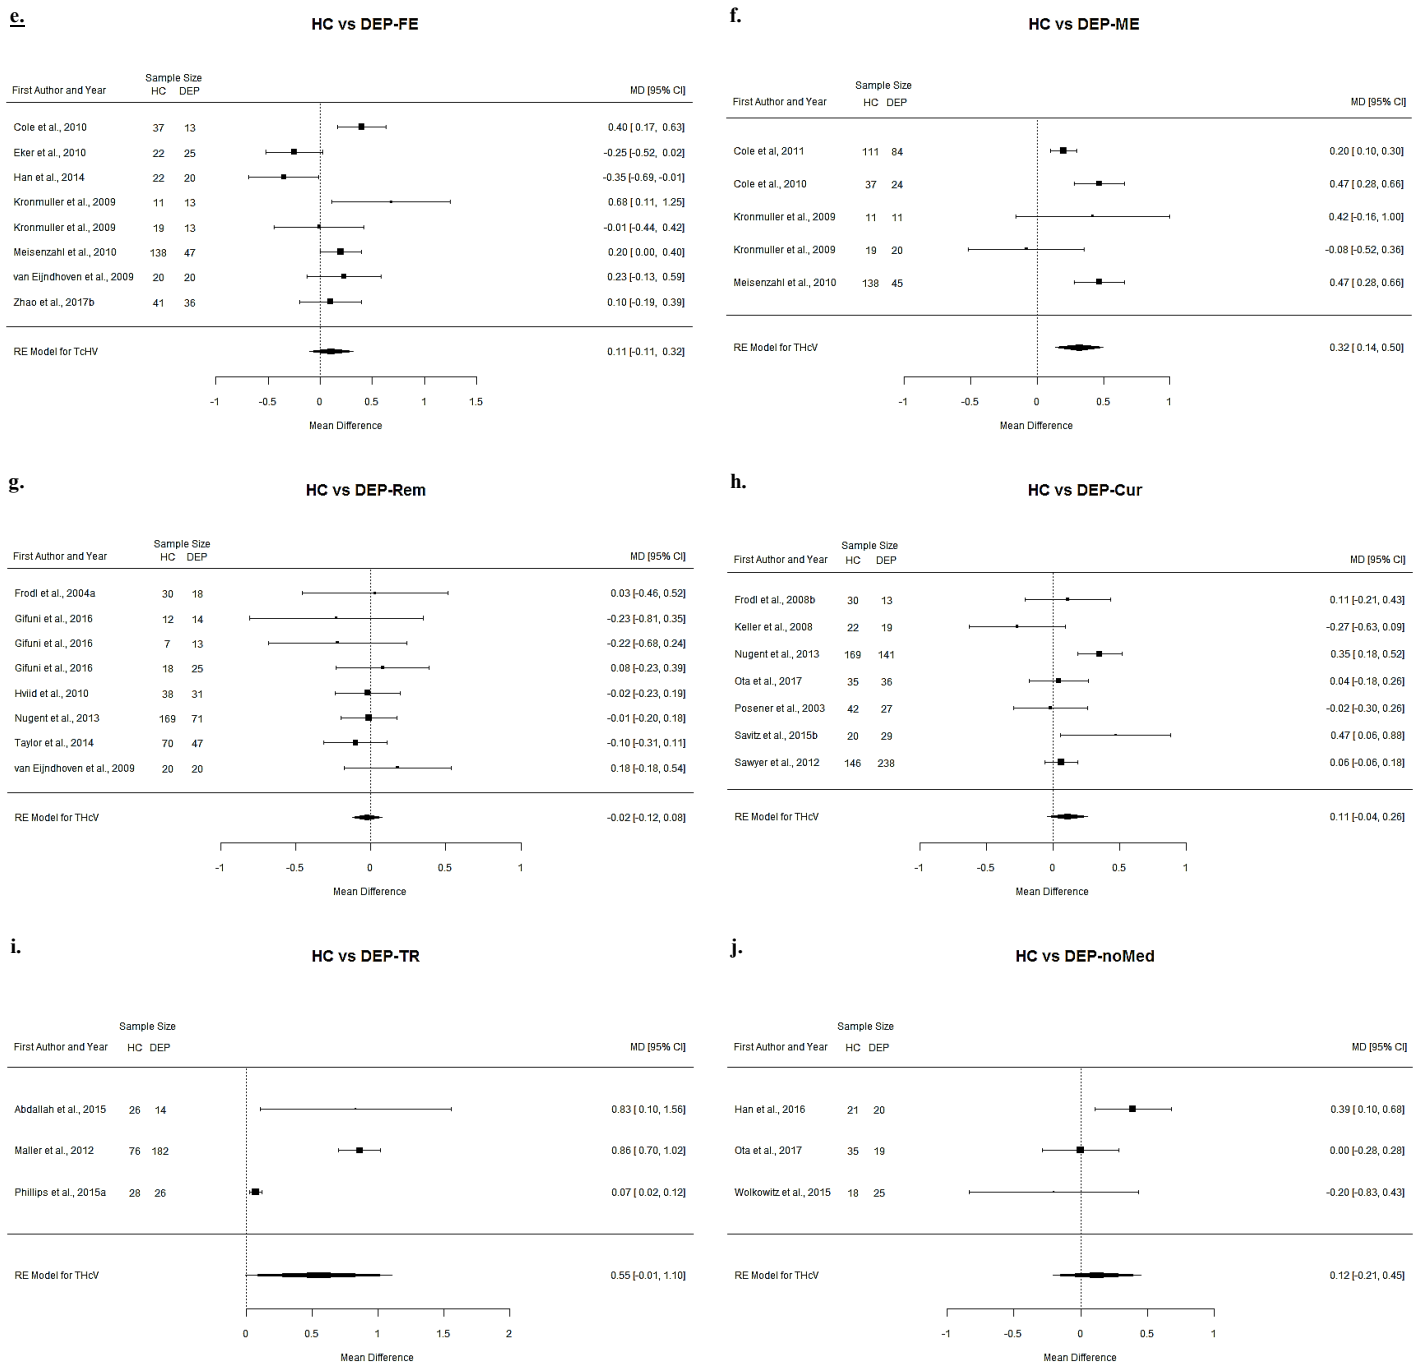 e.
HC vs DEP-FE
Sample Size
First Author and Year HC DEP MD [95% CI]
Cole et al., 2010 37 13 0.40 [ 0.17, 0.63]
Eker et al., 2010 22 25 -0.25 [-0.52, 0.02]
Han et al., 2014 22 20 -0.35 [-0.69, -0.01]
Kronmuller et al., 2009 11 13 0.68 [ 0.11, 1.25]
Kronmuller et al., 2009 19 13 -0.01 [-0.44, 0.42]
Meisenzahl et al., 2010 138 47 0.20 [ 0.00, 0.40]
van Eijndhoven et al., 2009 20 20 0.23 [-0.13, 0.59]
Zhao et al., 2017b 41 36 0.10 [-0.19, 0.39]
RE Model for TcHV 0.11 [-0.11, 0.32]
-1 -0.5 0 0.5 1 1.5
Mean Difference
f.
HC vs DEP-ME
Sample Size
First Author and Year HC DEP MD [95% CI]
Cole et al, 2011 111 84 0.20 [ 0.10, 0.30]
Cole et al., 2010 37 24 0.47 [ 0.28, 0.66]
Kronmuller et al., 2009 11 11 0.42 [-0.16, 1.00]
Kronmuller et al., 2009 19 20 -0.08 [-0.52, 0.36]
Meisenzahl et al., 2010 138 45 0.47 [ 0.28, 0.66]
RE Model for THcV 0.32 [ 0.14, 0.50]
-1 -0.5 0 0.5 1
Mean Difference
g.
HC vs DEP-Rem
Sample Size
First Author and Year HC DEP MD [95% CI]
Frodl et al., 2004a 30 18 0.03 [-0.46, 0.52]
Gifuni et al., 2016 12 14 -0.23 [-0.81, 0.35]
Gifuni et al., 2016 7 13 -0.22 [-0.68, 0.24]
Gifuni et al., 2016 18 25 0.08 [-0.23, 0.39]
Hviid et al., 2010 38 31 -0.02 [-0.23, 0.19]
Nugent et al., 2013 169 71 -0.01 [-0.20, 0.18]
Taylor et al., 2014 70 47 -0.10 [-0.31, 0.11]
van Eijndhoven et al., 2009 20 20 0.18 [-0.18, 0.54]
RE Model for THcV -0.02 [-0.12, 0.08]
-1 -0.5 0 0.5 1
Mean Difference
h.
HC vs DEP-Cur
Sample Size
First Author and Year HC DEP MD [95% CI]
Frodl et al., 2008b 30 13 0.11 [-0.21, 0.43]
Keller et al., 2008 22 19 -0.27 [-0.63, 0.09]
Nugent et al., 2013 169 141 0.35 [ 0.18, 0.52]
Ota et al., 2017 35 36 0.04 [-0.18, 0.26]
Posener et al., 2003 42 27 -0.02 [-0.30, 0.26]
Savitz et al., 2015b 20 29 0.47 [ 0.06, 0.88]
Sawyer et al., 2012 146 238 0.06 [-0.06, 0.18]
RE Model for THcV 0.11 [-0.04, 0.26]
-1 -0.5 0 0.5 1
Mean Difference
i.
HC vs DEP-TR
Sample Size
First Author and Year HC DEP MD [95% CI]
Abdallah et al., 2015 26 14 0.83 [ 0.10, 1.56]
Maller et al., 2012 76 182 0.86 [ 0.70, 1.02]
Phillips et al., 2015a 28 26 0.07 [ 0.02, 0.12]
RE Model for THcV 0.55 [-0.01, 1.10]
0 0.5 1 1.5 2
Mean Difference
j.
HC vs DEP-noMed
Sample Size
First Author and Year HC DEP MD [95% CI]
Han et al., 2016 21 20 0.39 [ 0.10, 0.68]
Ota et al., 2017 35 19 0.00 [-0.28, 0.28]
Wolkowitz et al., 2015 18 25 -0.20 [-0.83, 0.43]
RE Model for THcV 0.12 [-0.21, 0.45]
-1 -0.5 0 0.5 1
Mean Difference